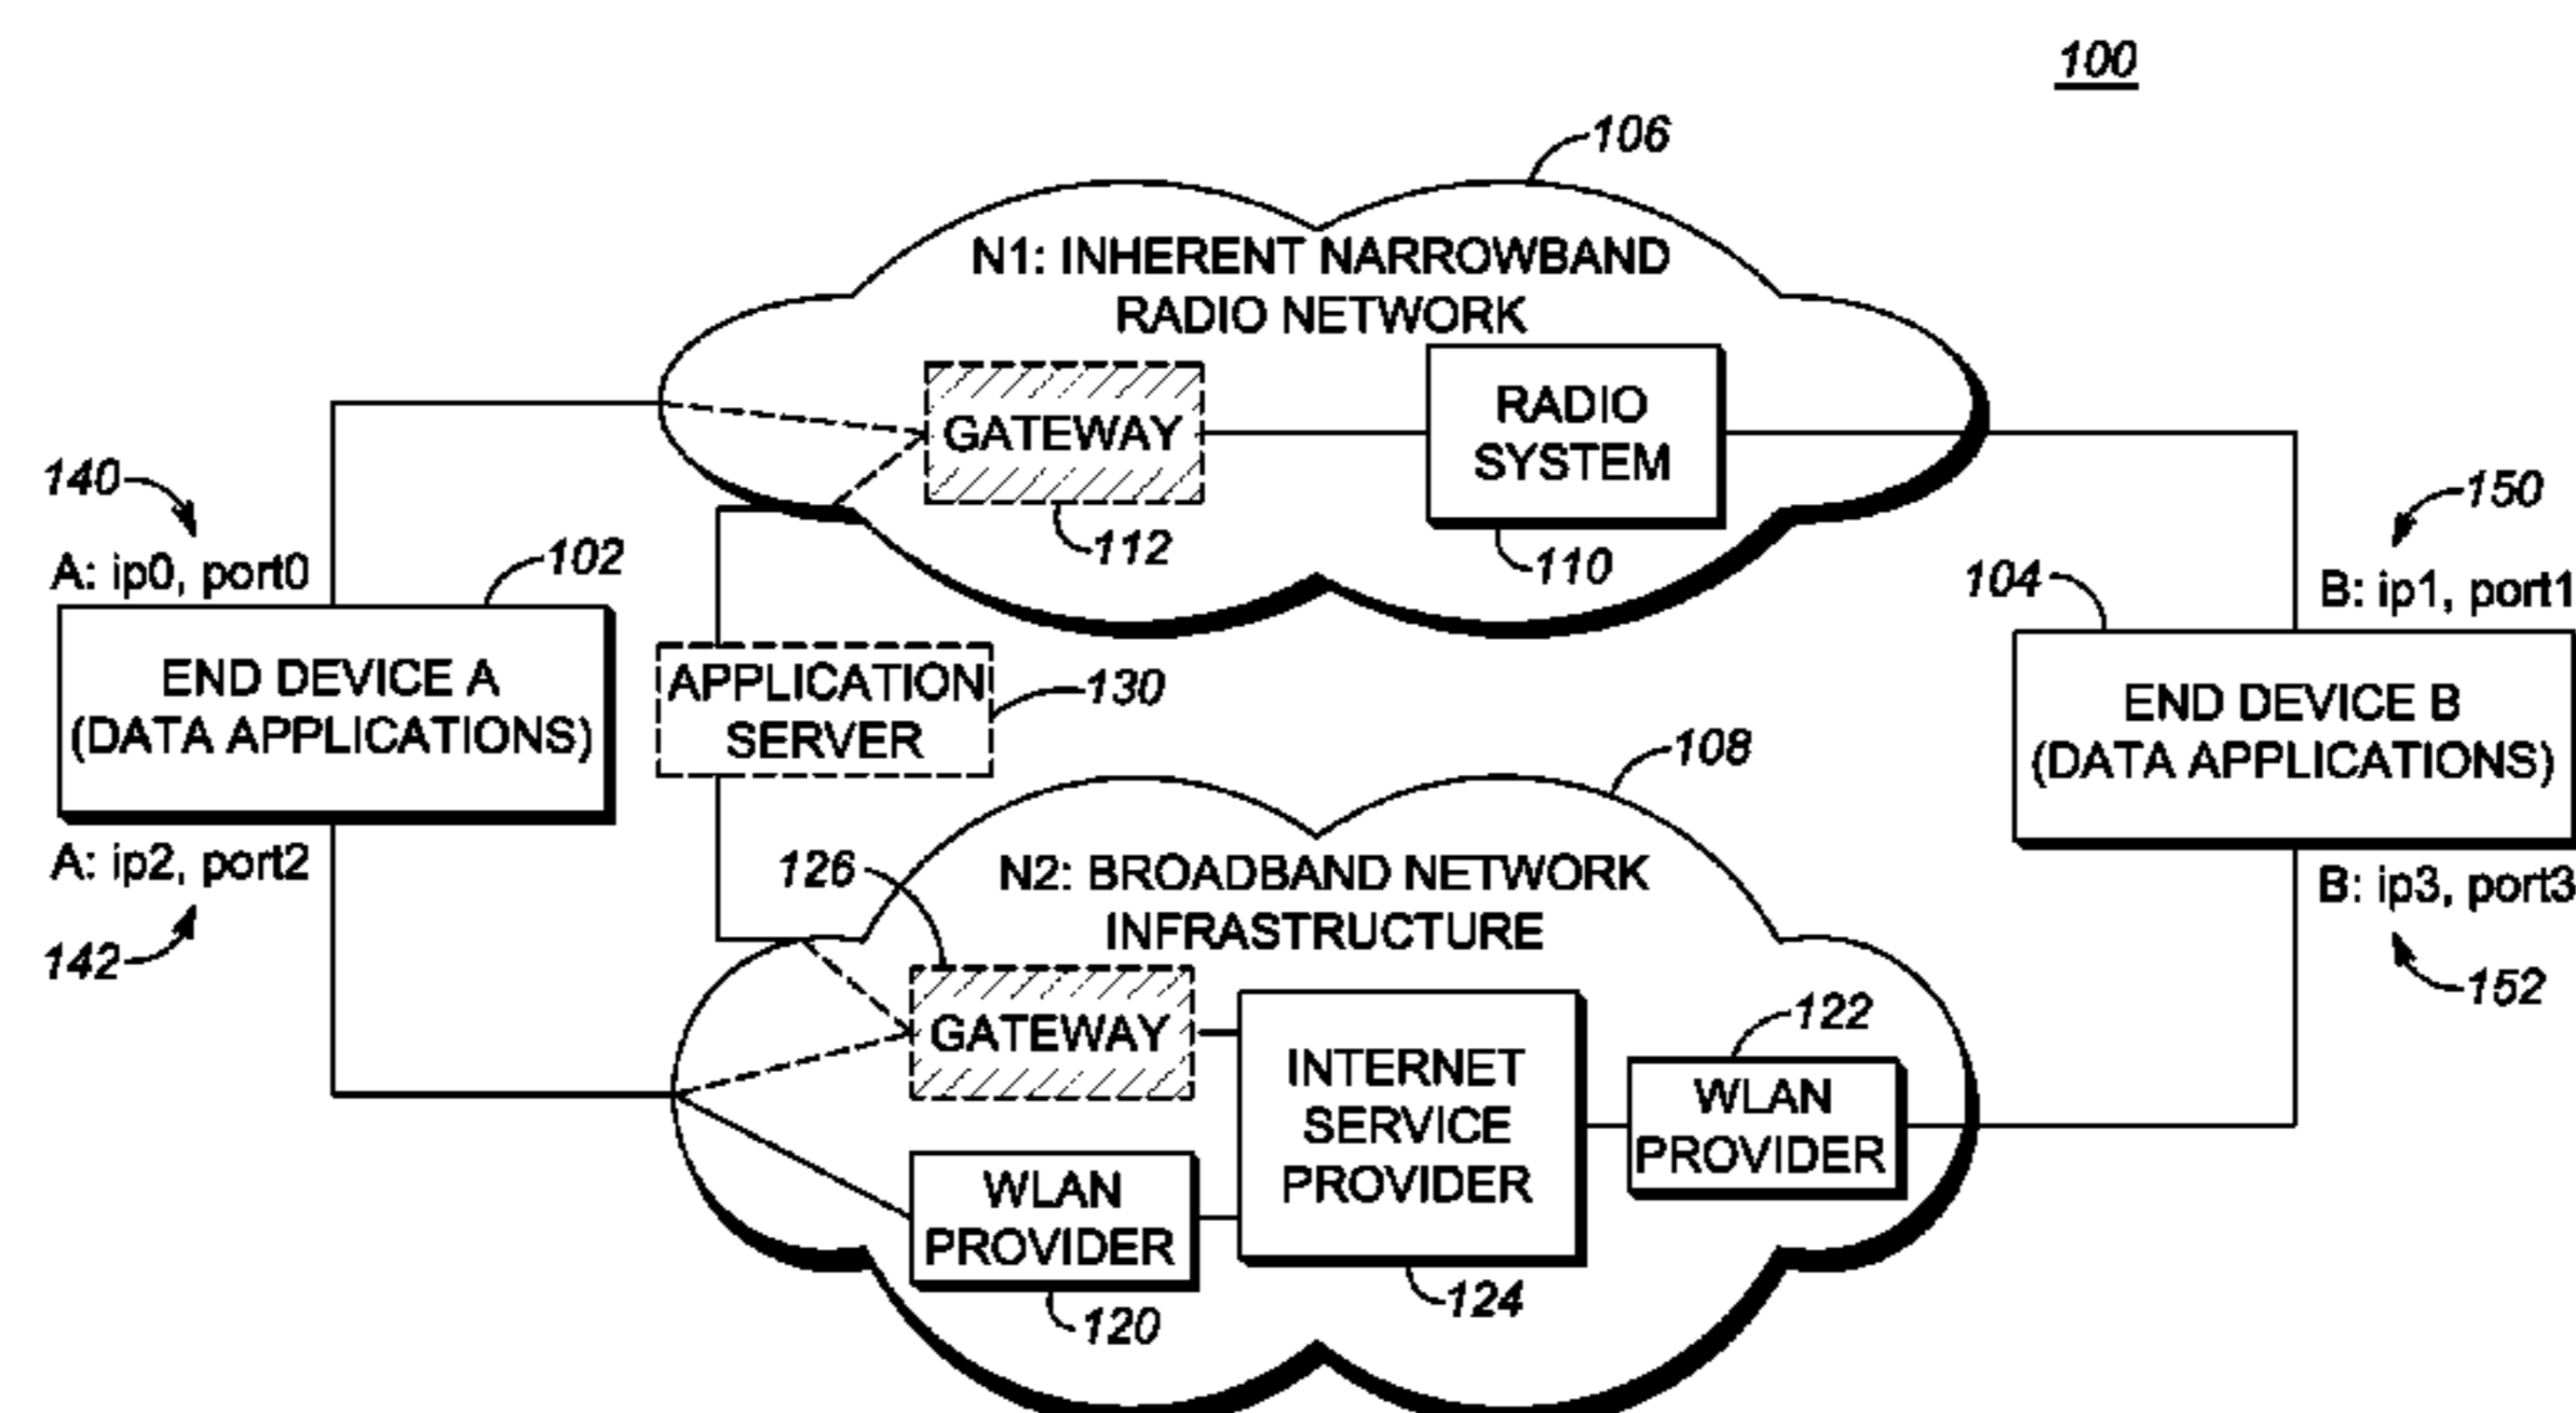 100
106
N1: INHERENT NARROWBAND
RADIO NETWORK
GATEWAY
112
RADIO
SYSTEM
110
140
A: ip0, port0
102
END DEVICE A
(DATA APPLICATIONS)
A: ip2, port2
142
APPLICATION
SERVER
130
150
B: ip1, port1
104
END DEVICE B
(DATA APPLICATIONS)
B: ip3, port3
152
108
N2: BROADBAND NETWORK
INFRASTRUCTURE
126
GATEWAY
INTERNET
SERVICE
PROVIDER
124
122
WLAN
PROVIDER
WLAN
PROVIDER
120